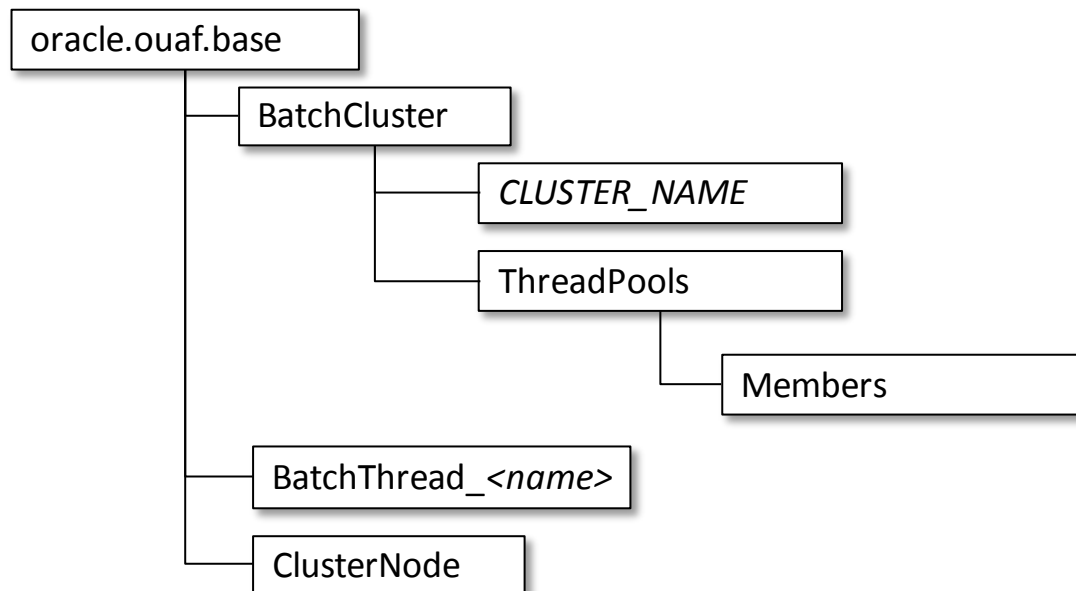 oracle.ouaf.base
BatchCluster
CLUSTER_NAME
ThreadPools
Members
BatchThread_<name>
ClusterNode